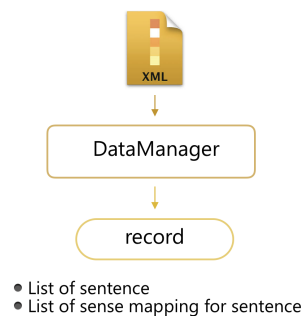 XML
DataManager
record
• List of sentence
• List of sense mapping for sentence